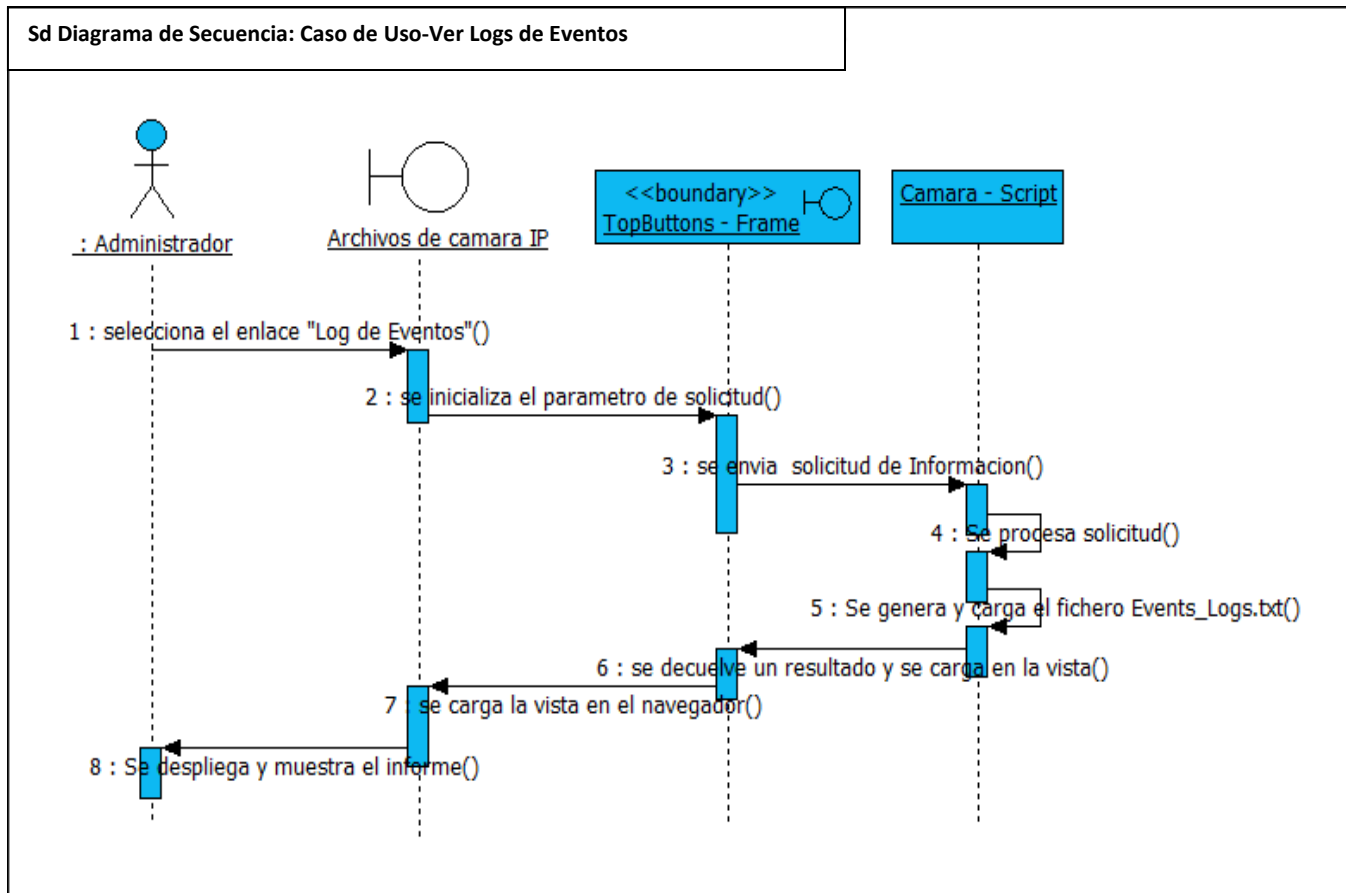 Sd Diagrama de Secuencia: Caso de Uso-Ver Logs de Eventos
: Administrador
Archivos de camara IP
<<boundary>>
TopButtons - Frame
Camara - Script
1 : selecciona el enlace "Log de Eventos"()
2 : se inicializa el parametro de solicitud()
3 : se envia  solicitud de Informacion()
4 : Se procesa solicitud()
5 : Se genera y carga el fichero Events_Logs.txt()
6 : se decuelve un resultado y se carga en la vista()
7 : se carga la vista en el navegador()
8 : Se despliega y muestra el informe()